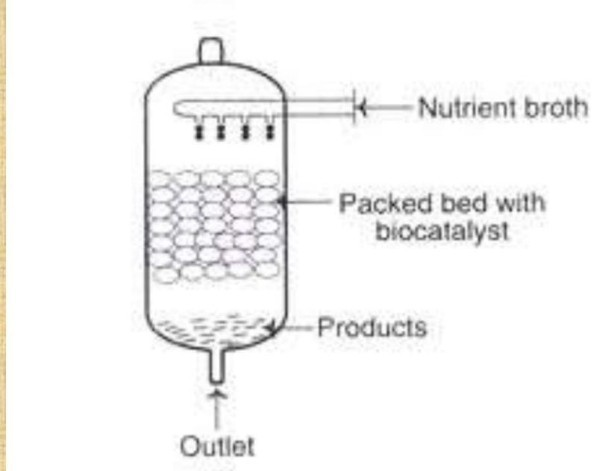 Nutrient broth
Packed bed with
biocatalyst
Products
Outlet